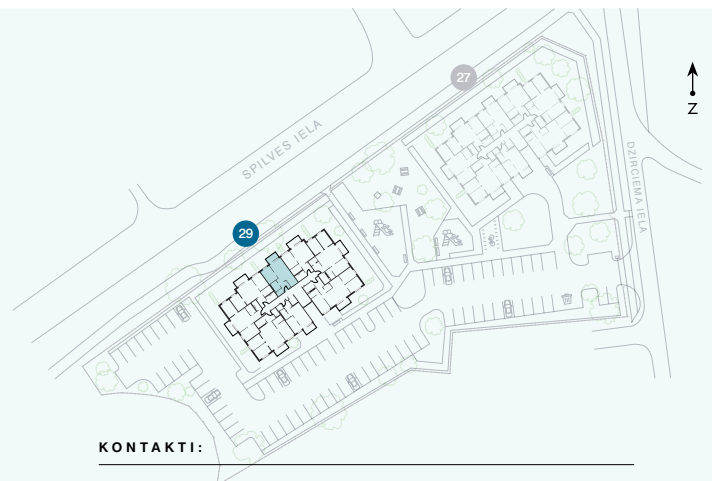 27
Z
SPILVES IELA
DZIRCIEMA IELA
29
KONTAKTI: